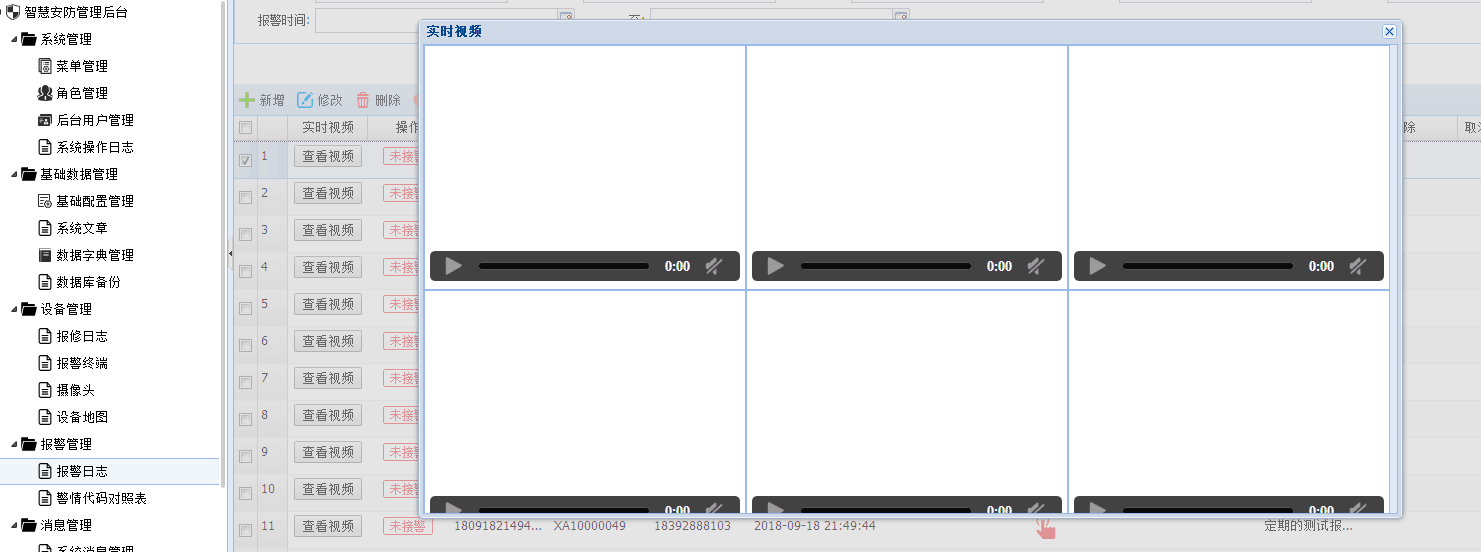 智慧安防管理后台
系统管理
菜单管理
角色管理
后台用户管理
系统操作日志
基础数据管理
基础配置管理
系统文章
数据字典管理
数据库备份
设备管理
报修日志
报警终端
摄像头
设备地图
报警管理
报警日志
警情代码对照表
消息管理
系统消息管理
报警时间: 至:
实时视频
0:00 0:00 0:00
0:00 0:00 0:00
新增 修改 删除
实时视频 操作 除 取消
1 查看视频 未接警
2 查看视频 未接警
3 查看视频 未接警
4 查看视频 未接警
5 查看视频 未接警
6 查看视频 未接警
7 查看视频 未接警
8 查看视频 未接警
9 查看视频 未接警
10 查看视频 未接警
11 查看视频 未接警 18091821494... XA10000049 18392888103 2018-09-18 21:49:44 定期的测试报...